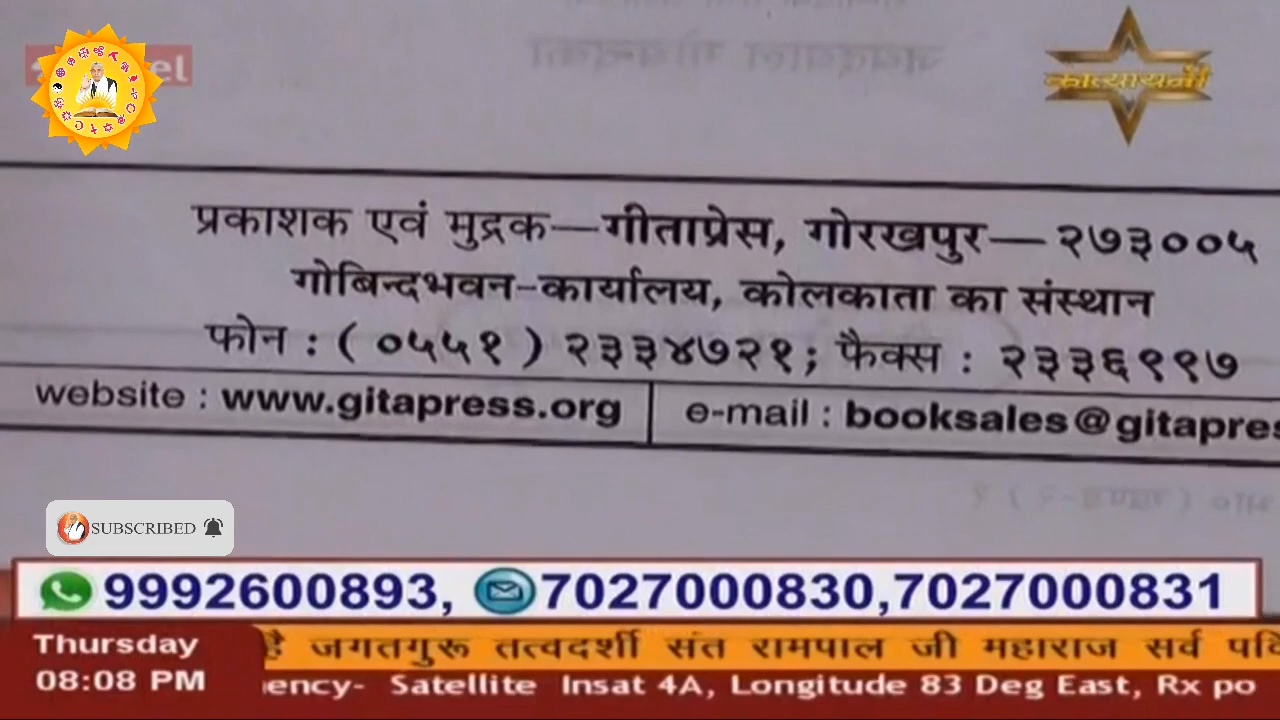 कात्यायनी
प्रकाशक एवं मुद्रक—गीताप्रेस, गोरखपुर—२७३००५
गोबिन्दभवन-कार्यालय, कोलकाता का संस्थान
फोन : ( ०५५१ ) २३३४७२१; फैक्स : २३३६९९७
website : www.gitapress.org e-mail : booksales@gitapres
SUBSCRIBED
9992600893, 7027000830,7027000831
Thursday है जगतगुरू तत्वदर्शी संत रामपाल जी महाराज सर्व पवि
08:08 PM ency- Satellite Insat 4A, Longitude 83 Deg East, Rx po